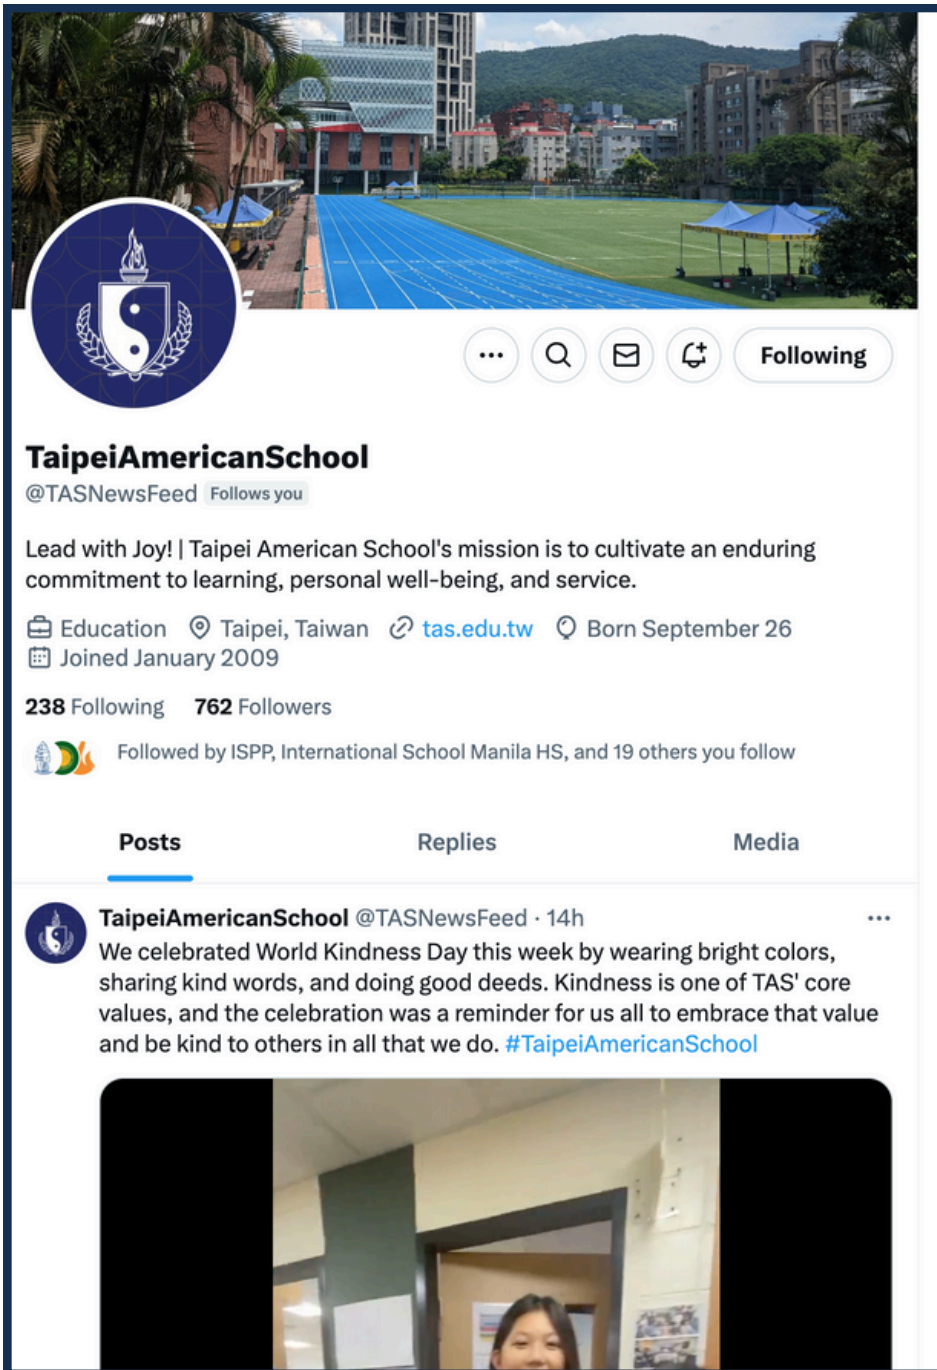 Following
TaipeiAmericanSchool
@TASNewsFeed Follows you
Lead with Joy! | Taipei American School's mission is to cultivate an enduring
commitment to learning, personal well-being, and service.
Education Taipei, Taiwan tas.edu.tw Born September 26
Joined January 2009
238 Following 762 Followers
Followed by ISPP, International School Manila HS, and 19 others you follow
Posts Replies Media
TaipeiAmericanSchool @TASNewsFeed · 14h
We celebrated World Kindness Day this week by wearing bright colors,
sharing kind words, and doing good deeds. Kindness is one of TAS' core
values, and the celebration was a reminder for us all to embrace that value
and be kind to others in all that we do. #TaipeiAmericanSchool